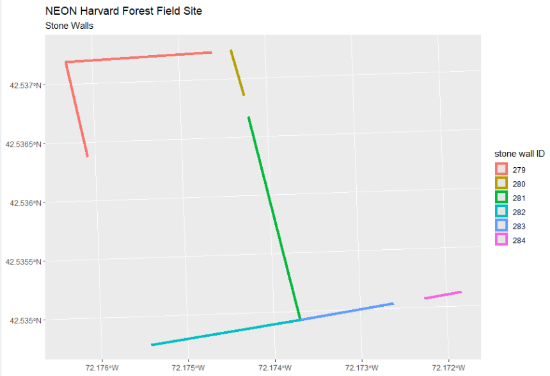 NEON Harvard Forest Field Site
Stone Walls
42.537°N
42.5365°N
42.536°N
42.5355°N
42.535°N
72.176°W
72.175°W
72.174°W
72.173°W
72.172°W
stone wall ID
279
280
281
282
283
284